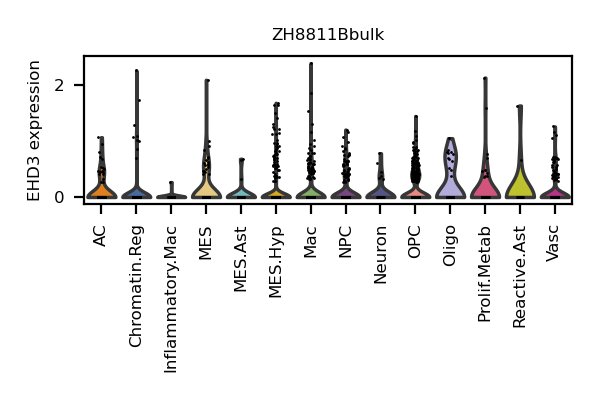 ZH8811Bbulk
EHD3 expression
2
0
AC
Chromatin.Reg
Inflammatory.Mac
MES
MES.Ast
MES.Hyp
Mac
NPC
Neuron
OPC
Oligo
Prolif.Metab
Reactive.Ast
Vasc